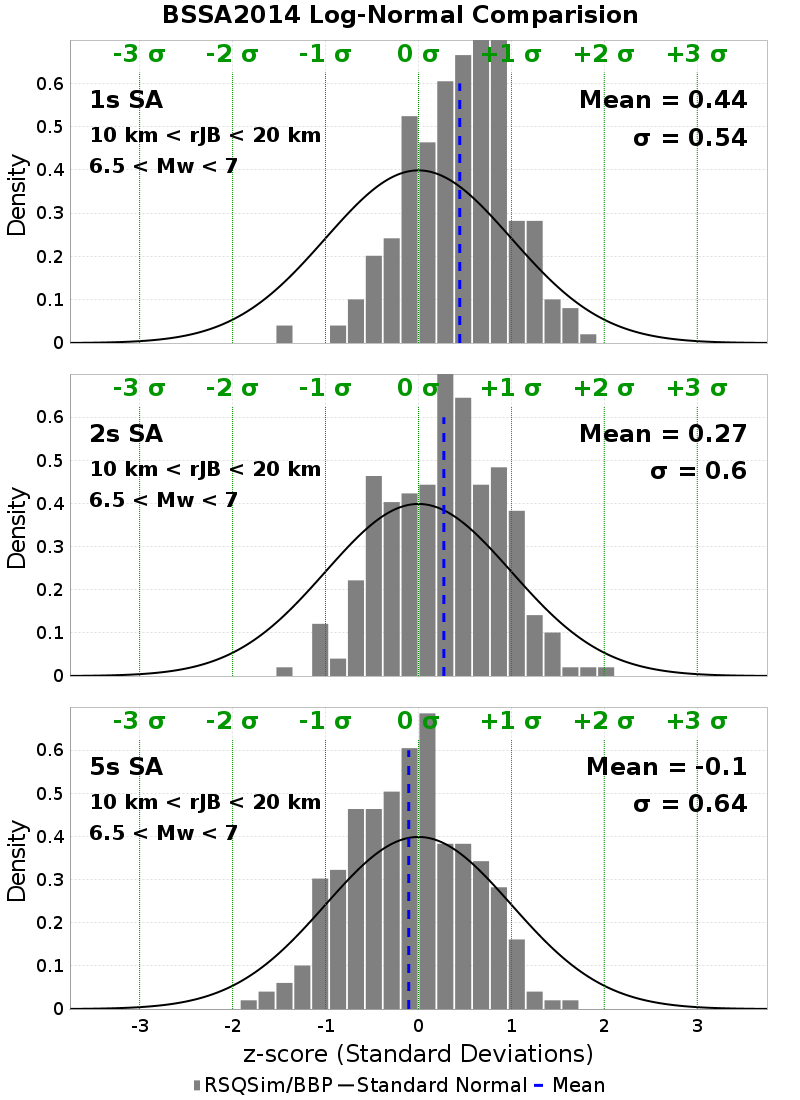 BSSA2014 Log-Normal Comparision
-3 σ -2 σ -1 σ 0 σ +1 σ +2 σ +3 σ
1s SA
Mean = 0.44
10 km < rJB < 20 km
σ = 0.54
6.5 < Mw < 7
0.6
0.5
0.4
0.3
0.2
0.1
0
Density
-3 σ -2 σ -1 σ 0 σ +1 σ +2 σ +3 σ
2s SA
Mean = 0.27
10 km < rJB < 20 km
σ = 0.6
6.5 < Mw < 7
0.6
0.5
0.4
0.3
0.2
0.1
0
Density
-3 σ -2 σ -1 σ 0 σ +1 σ +2 σ +3 σ
5s SA
Mean = -0.1
10 km < rJB < 20 km
σ = 0.64
6.5 < Mw < 7
0.6
0.5
0.4
0.3
0.2
0.1
0
Density
-3 -2 -1 0 1 2 3
z-score (Standard Deviations)
RSQSim/BBP Standard Normal Mean